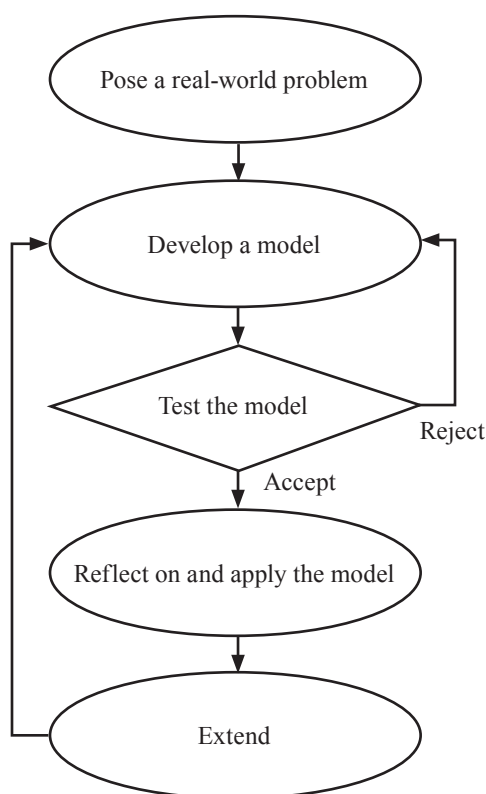 Pose a real-world problem
Develop a model
Test the model
Reject
Accept
Reflect on and apply the model
Extend